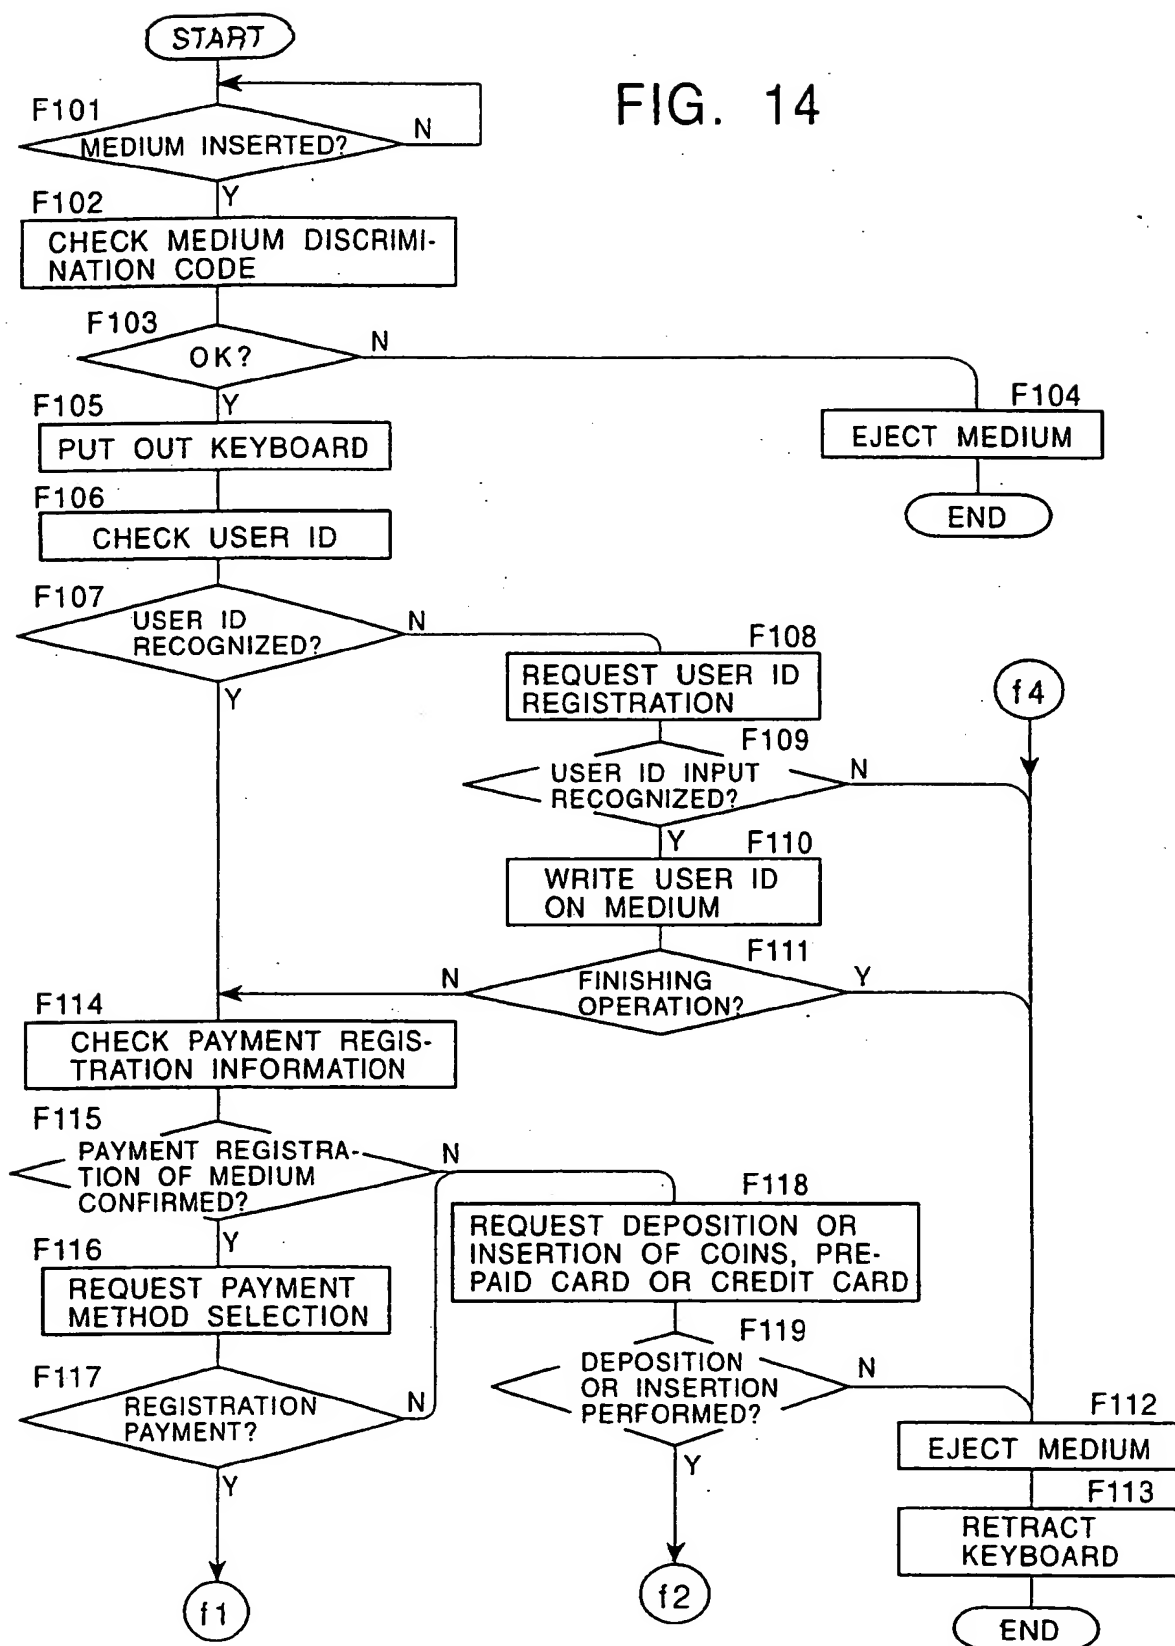 START
FIG. 14
F101
MEDIUM INSERTED?
N
Y
F102
CHECK MEDIUM DISCRIMI-
NATION CODE
F103
OK?
N
Y
F104
EJECT MEDIUM
END
F105
PUT OUT KEYBOARD
F106
CHECK USER ID
F107
USER ID
RECOGNIZED?
N
Y
F108
REQUEST USER ID
REGISTRATION
f4
F109
USER ID INPUT
RECOGNIZED?
N
Y
F110
WRITE USER ID
ON MEDIUM
F111
FINISHING
OPERATION?
N
Y
F114
CHECK PAYMENT REGIS-
TRATION INFORMATION
F115
PAYMENT REGISTRA-
TION OF MEDIUM
CONFIRMED?
N
Y
F116
REQUEST PAYMENT
METHOD SELECTION
F117
REGISTRATION
PAYMENT?
N
Y
f1
F118
REQUEST DEPOSITION OR
INSERTION OF COINS, PRE-
PAID CARD OR CREDIT CARD
F119
DEPOSITION
OR INSERTION
PERFORMED?
N
Y
f2
F112
EJECT MEDIUM
F113
RETRACT
KEYBOARD
END